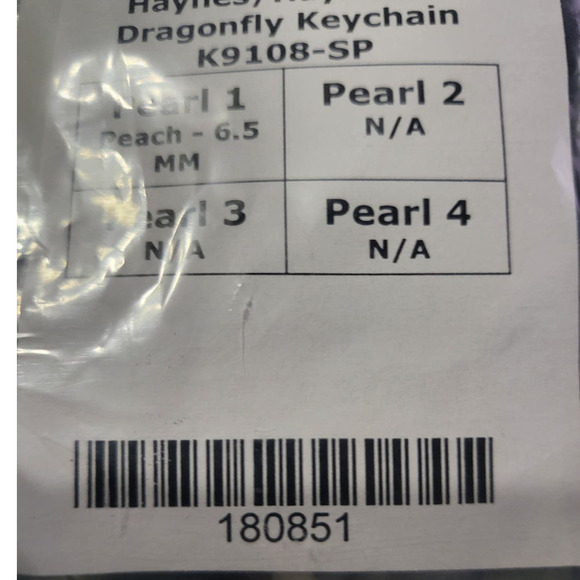 Dragonfly Keychain
K9108-SP
Pearl 1
Peach - 6.5
MM
Pearl 2
N/A
Pearl 3
N/A
Pearl 4
N/A
180851